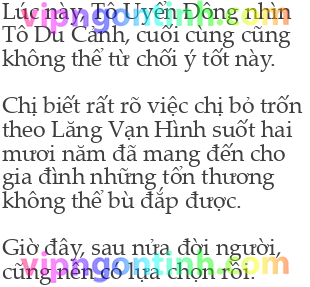 Lúc này, Tô Uyển Đông nhìn
Tô Du Cảnh, cuối cùng cũng
không thể từ chối ý tốt này.
Chị biết rất rõ việc chị bỏ trốn
theo Lăng Vạn Hình suốt hai
mươi năm đã mang đến cho
gia đình những tổn thương
không thể bù đắp được.
Giờ đây, sau nửa đời người,
cũng nên có lựa chọn rồi.
vipngontinh.com
vipngontinh.com